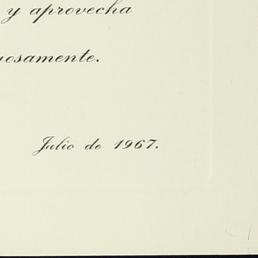 y aprovecha
osamente.
Julio de 1967.